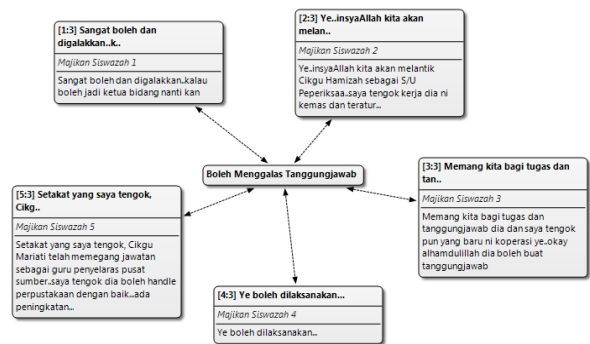 [1:3] Sangat boleh dan
digalakkan..k..
Majikan Siswazah 1
Sangat boleh dan digalakkan..kalau
boleh jadi ketua bidang nanti kan
[2:3] Ye..insyaAllah kita akan
melan..
Majikan Siswazah 2
Ye..insyaAllah kita akan melantik
Cikgu Hamizah sebagai S/U
Peperiksaa..saya tengok kerja dia ni
kemas dan teratur...
Boleh Menggalas Tanggungjawab
[3:3] Memang kita bagi tugas dan
tan..
Majikan Siswazah 3
Memang kita bagi tugas dan
tanggungjawab dia dan saya tengok
pun yang baru ni koperasi ye..okay
alhamdulillah dia boleh buat
tanggungjawab
[5:3] Setakat yang saya tengok,
Cikg..
Majikan Siswazah 5
Setakat yang saya tengok, Cikgu
Mariati telah memegang jawatan
sebagai guru penyelaras pusat
sumber..saya tengok dia boleh handle
perpustakaan dengan baik...ada
peningkatan...
[4:3] Ye boleh dilaksanakan...
Majikan Siswazah 4
Ye boleh dilaksanakan...